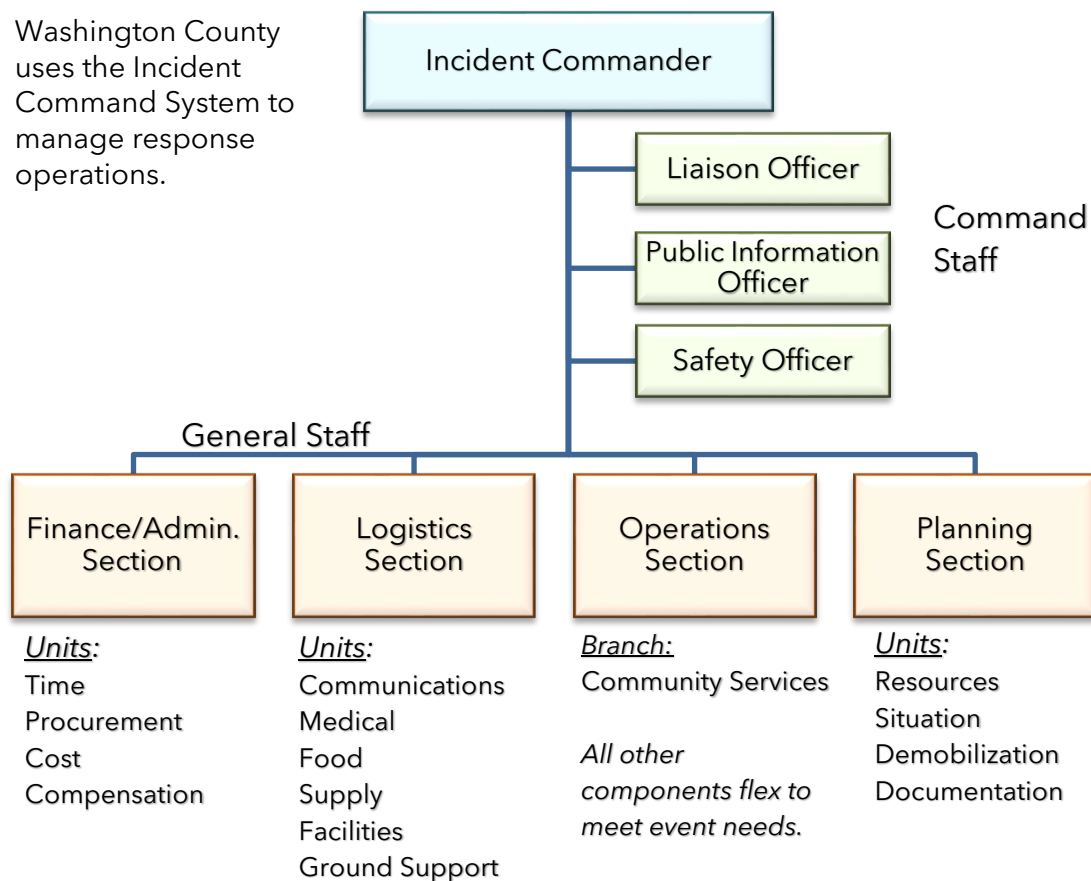 Washington County
uses the Incident
Command System to
manage response
operations.
Incident Commander
Liaison Officer
Public Information
Officer
Safety Officer
Command
Staff
General Staff
Finance/Admin.
Section
Units:
Time
Procurement
Cost
Compensation
Logistics
Section
Units:
Communications
Medical
Food
Supply
Facilities
Ground Support
Operations
Section
Branch:
Community Services
All other
components flex to
meet event needs.
Planning
Section
Units:
Resources
Situation
Demobilization
Documentation